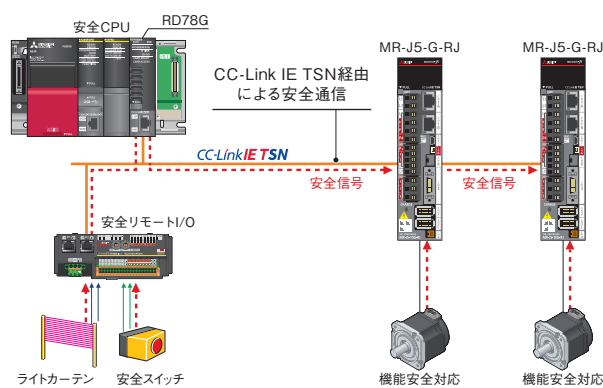 安全CPU
RD78G
MR-J5-G-RJ
MR-J5-G-RJ
CC-Link IE TSN経由
による安全通信
CC-Link IE TSN
安全信号
安全信号
安全リモートI/O
ライトカーテン
安全スイッチ
機能安全対応
機能安全対応